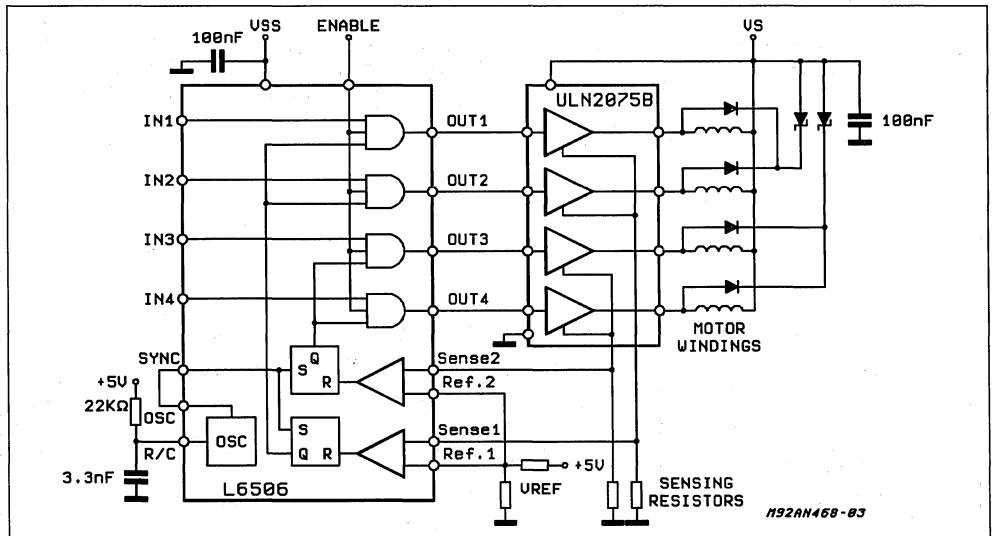 VSS
ENABLE
VS
100nF
ULN2075B
IN1
OUT1
100nF
IN2
OUT2
IN3
OUT3
IN4
OUT4
MOTOR
WINDINGS
SYNC
Q
S
R
Sense2
Ref.2
+5V
22KΩ
OSC
R/C
OSC
S
Q
R
Sense1
Ref.1
+5V
3.3nF
L6506
VREF
SENSING
RESISTORS
M92AN468-03